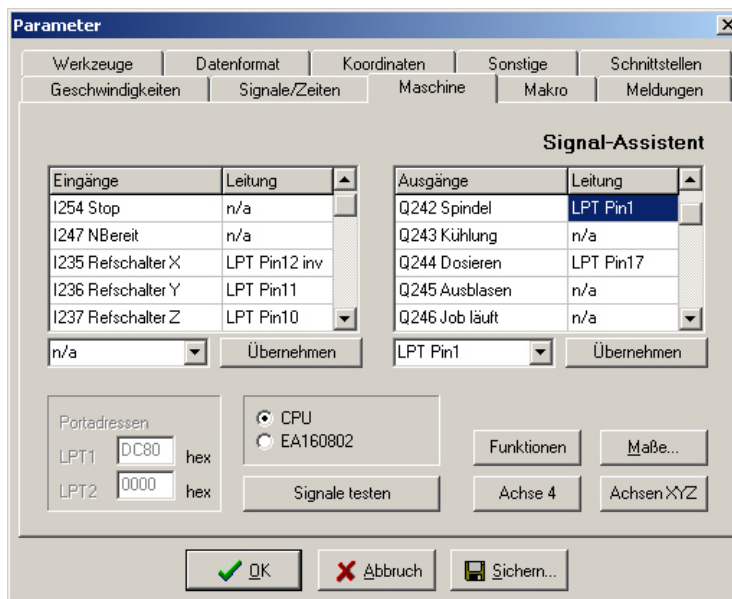 Parameter
Werkzeuge Datenformat Koordinaten Sonstige Schnittstellen
Geschwindigkeiten Signale/Zeiten Maschine Makro Meldungen
Signal-Assistent
Eingänge Leitung
I254 Stop n/a
I247 NBereit n/a
I235 Refschalter X LPT Pin12 inv
I236 Refschalter Y LPT Pin11
I237 Refschalter Z LPT Pin10
n/a Übernehmen
Ausgänge Leitung
Q242 Spindel LPT Pin1
Q243 Kühlung n/a
Q244 Dosieren LPT Pin17
Q245 Ausblasen n/a
Q246 Job läuft n/a
LPT Pin1 Übernehmen
Portadressen
LPT1 DC80 hex
LPT2 0000 hex
CPU
EA160802
Signale testen
Funktionen Maße...
Achse 4 Achsen XYZ
OK Abbruch Sichern...